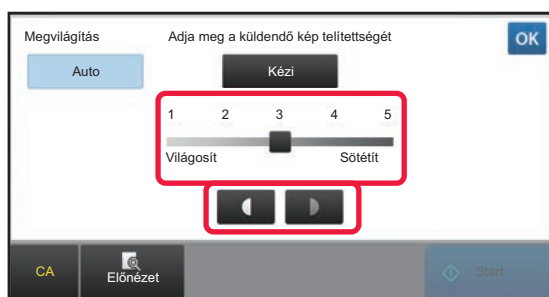 Megvilágítás
Adja meg a küldendő kép telítettségét
OK
Auto
Kézi
1 2 3 4 5
Világosít
Sötétít
CA
Előnézet
Start